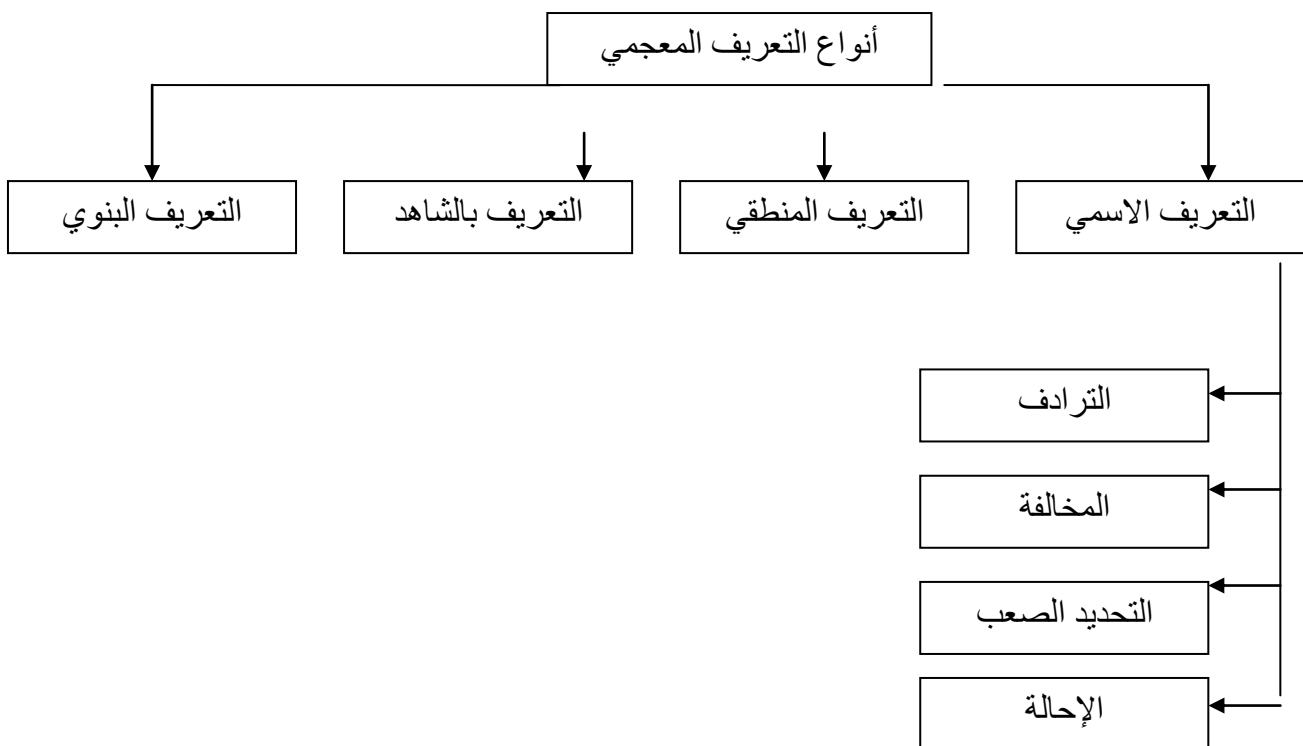 أنواع التعريف المعجمي
التعريف الاسمي
التعريف المنطقي
التعريف بالشاهد
التعريف البنوي
الترادف
المخالفة
التحديد الصعب
الإحالة